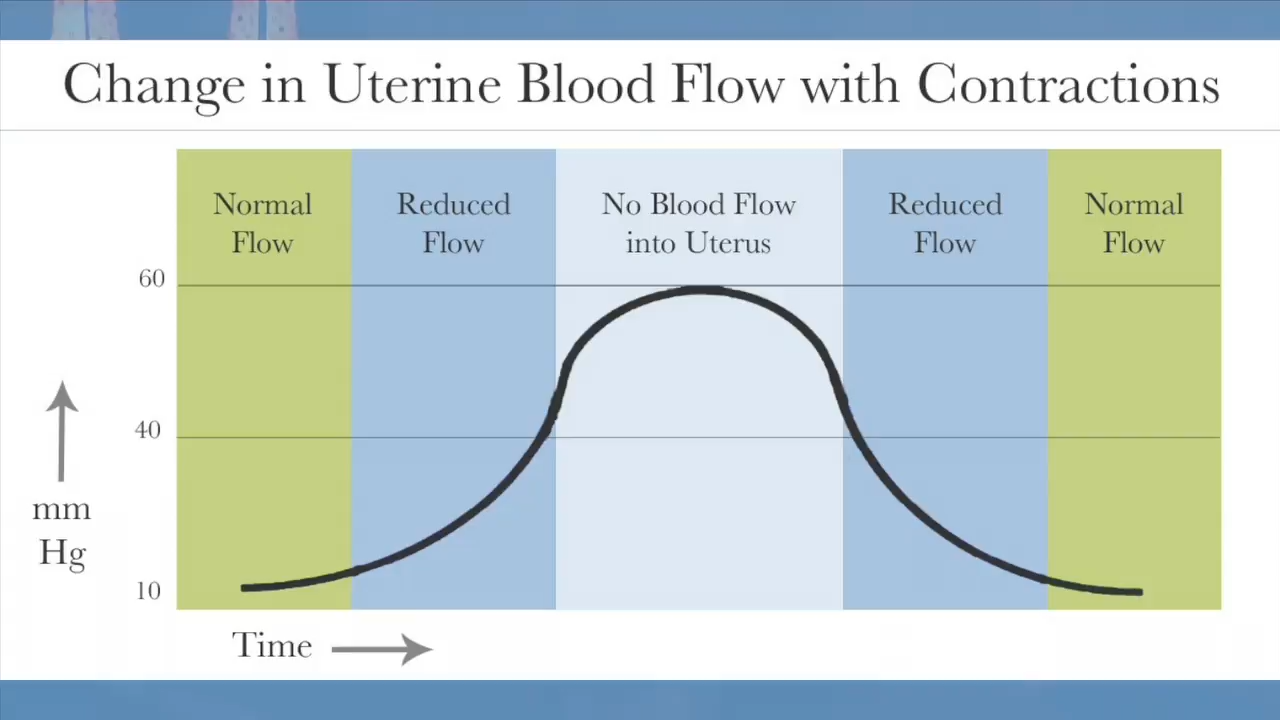 Change in Uterine Blood Flow with Contractions
Normal
Flow
Reduced
Flow
No Blood Flow
into Uterus
Reduced
Flow
Normal
Flow
60
40
mm
Hg
10
Time